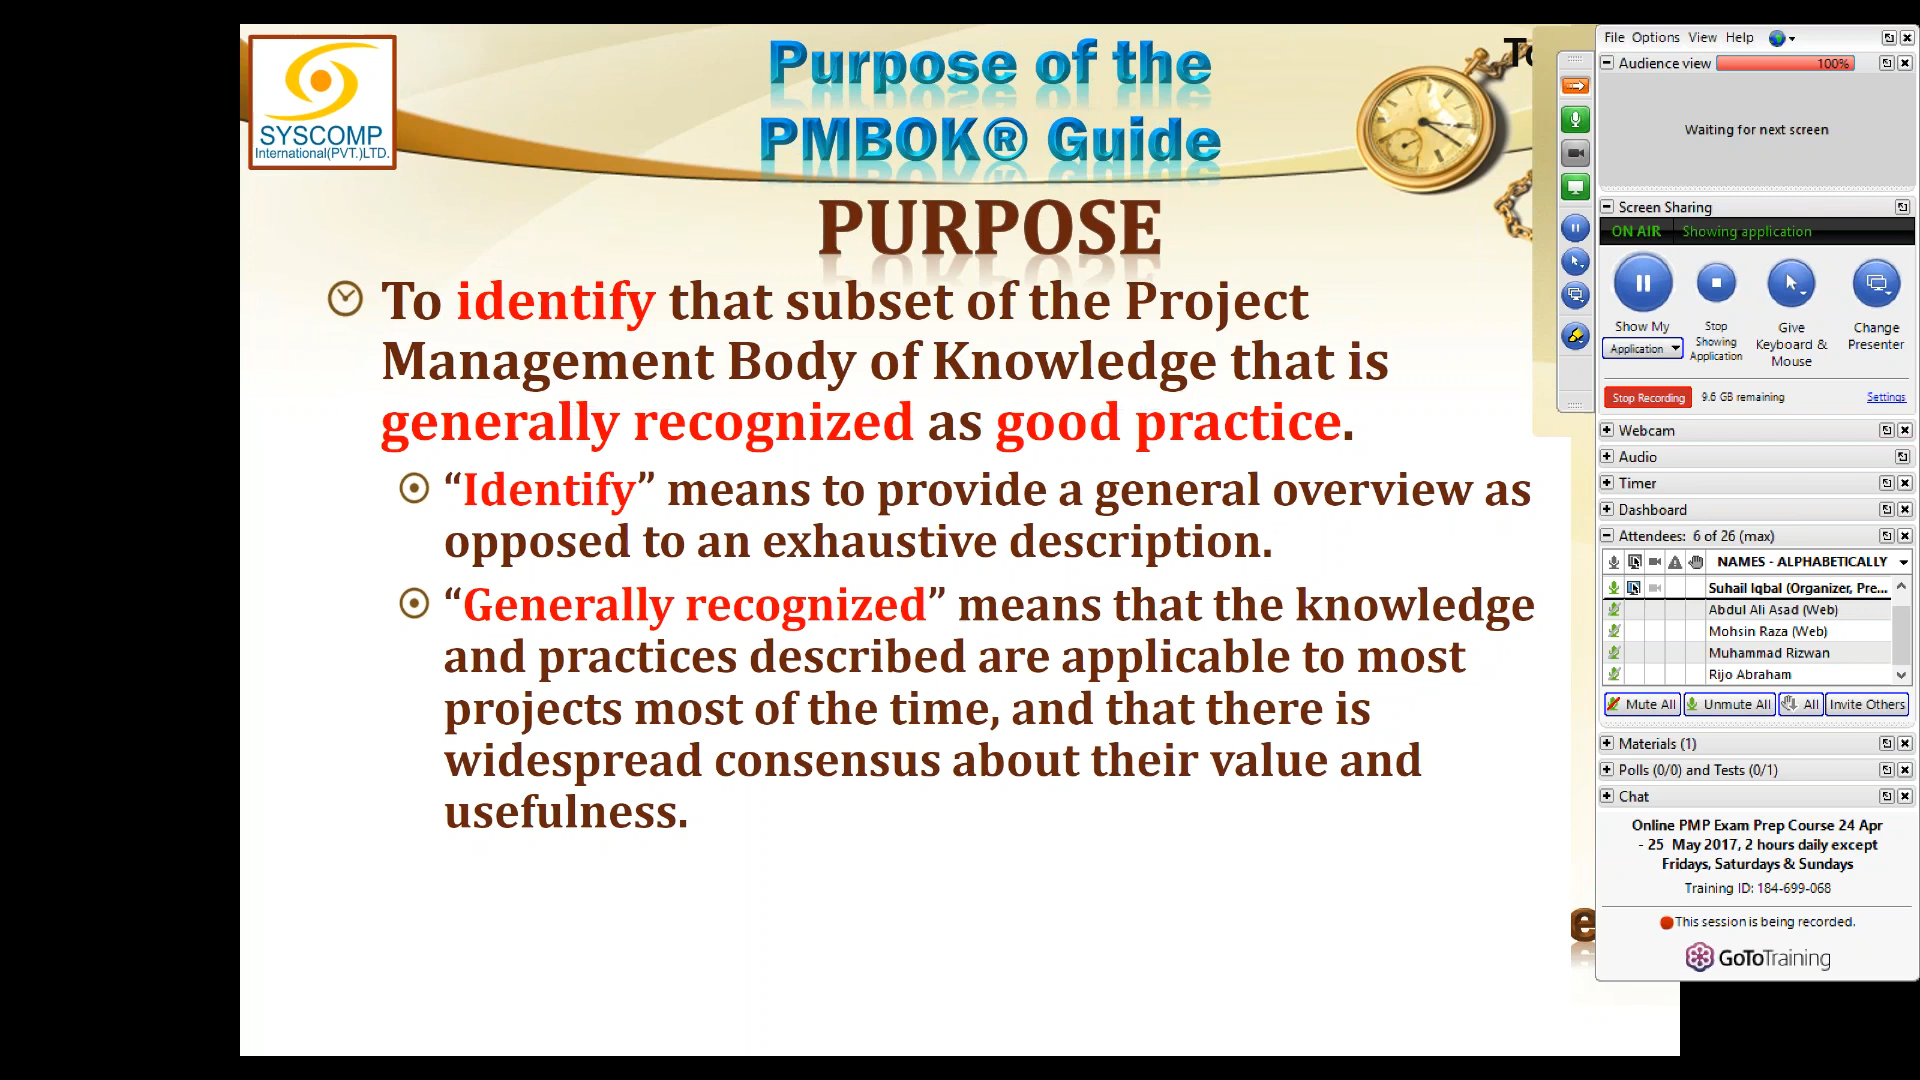 SYSCOMP
International(PVT.)LTD.
Purpose of the
PMBOK® Guide
PURPOSE
To identify that subset of the Project
Management Body of Knowledge that is
generally recognized as good practice.
“Identify” means to provide a general overview as
opposed to an exhaustive description.
“Generally recognized” means that the knowledge
and practices described are applicable to most
projects most of the time, and that there is
widespread consensus about their value and
usefulness.
File Options View Help
Audience view 100%
Waiting for next screen
Screen Sharing
ON AIR Showing application
Show My
Application
Stop
Showing
Application
Give
Keyboard &
Mouse
Change
Presenter
Stop Recording 9.6 GB remaining Settings
Webcam
Audio
Timer
Dashboard
Attendees: 6 of 26 (max)
NAMES - ALPHABETICALLY
Suhail Iqbal (Organizer, Pre...
Abdul Ali Asad (Web)
Mohsin Raza (Web)
Muhammad Rizwan
Rijo Abraham
Mute All Unmute All All Invite Others
Materials (1)
Polls (0/0) and Tests (0/1)
Chat
Online PMP Exam Prep Course 24 Apr
- 25 May 2017, 2 hours daily except
Fridays, Saturdays & Sundays
Training ID: 184-699-068
This session is being recorded.
GoToTraining